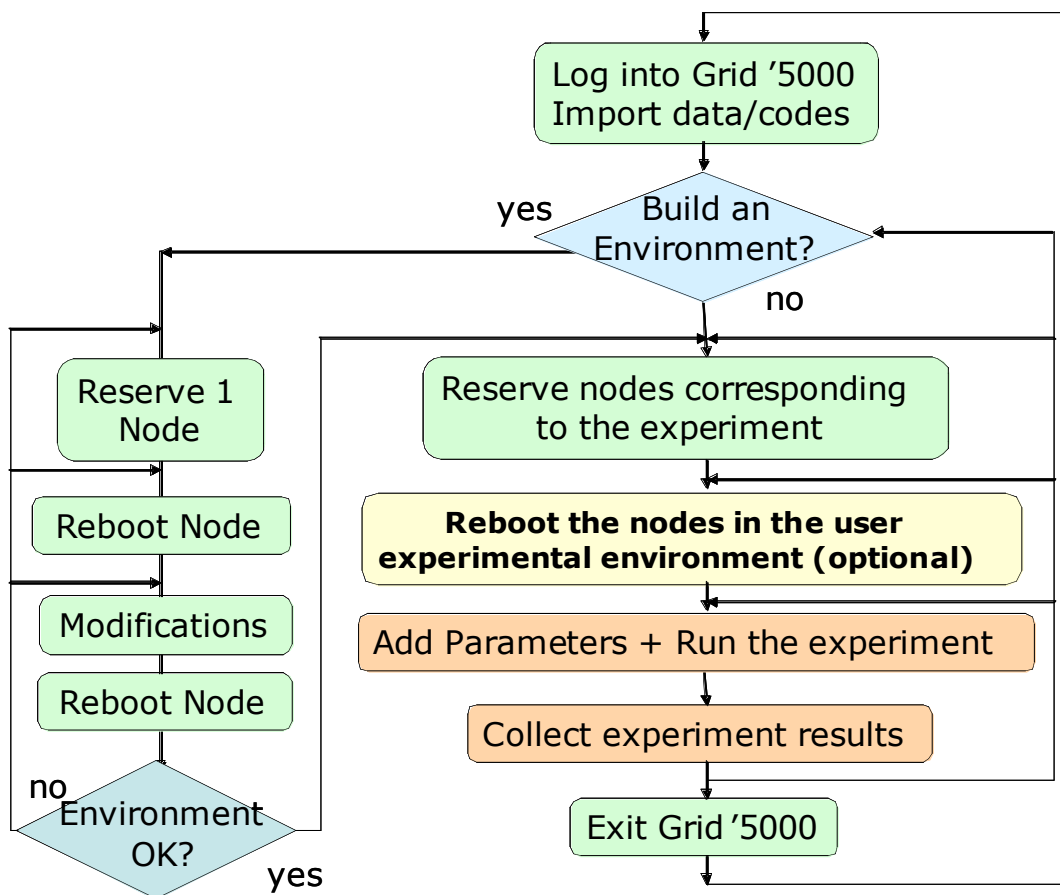 Log into Grid ’5000
Import data/codes
yes
Build an
Environment?
no
Reserve 1
Node
Reserve nodes corresponding
to the experiment
Reboot Node
Reboot the nodes in the user
experimental environment (optional)
Modifications
Add Parameters + Run the experiment
Reboot Node
Collect experiment results
no
Environment
OK?
yes
Exit Grid ’5000